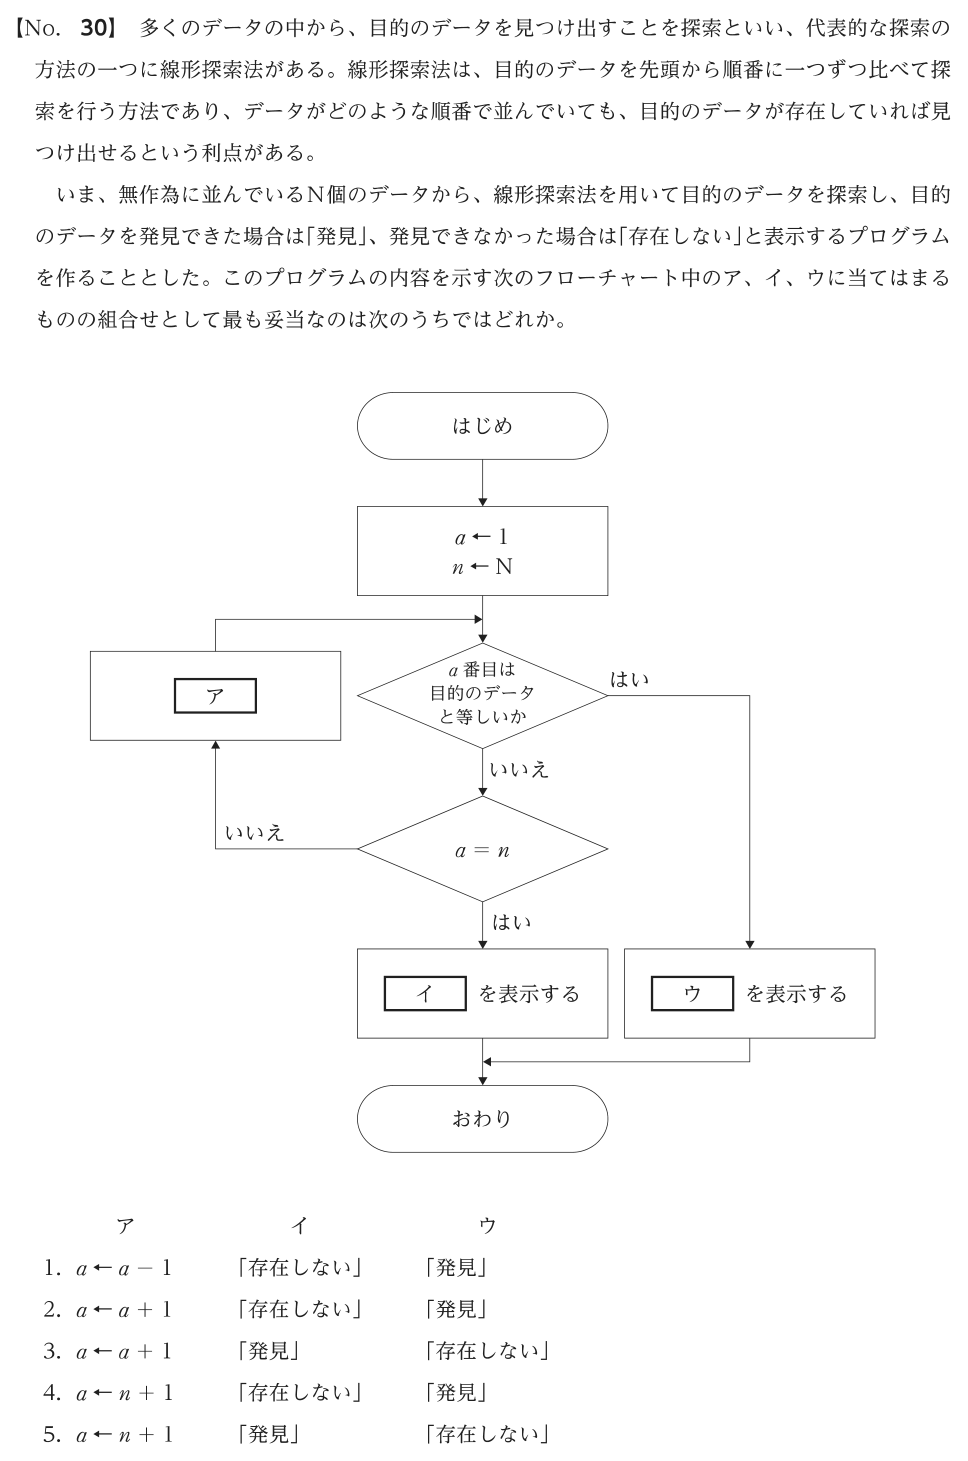 【No. 30】 多くのデータの中から、目的のデータを見つけ出すことを探索といい、代表的な探索の
方法の一つに線形探索法がある。線形探索法は、目的のデータを先頭から順番に一つずつ比べて探
索を行う方法であり、データがどのような順番で並んでいても、目的のデータが存在していれば見
つけ出せるという利点がある。
いま、無作為に並んでいるN個のデータから、線形探索法を用いて目的のデータを探索し、目的
のデータを発見できた場合は「発見」、発見できなかった場合は「存在しない」と表示するプログラム
を作ることとした。このプログラムの内容を示す次のフローチャート中のア、イ、ウに当てはまる
ものの組合せとして最も妥当なのは次のうちではどれか。
はじめ
a ← 1
n ← N
ア
a 番目は
目的のデータ
と等しいか
はい
いいえ
いいえ
a = n
はい
イ を表示する
ウ を表示する
おわり
ア イ ウ
1. a ← a − 1 「存在しない」 「発見」
2. a ← a + 1 「存在しない」 「発見」
3. a ← a + 1 「発見」 「存在しない」
4. a ← n + 1 「存在しない」 「発見」
5. a ← n + 1 「発見」 「存在しない」